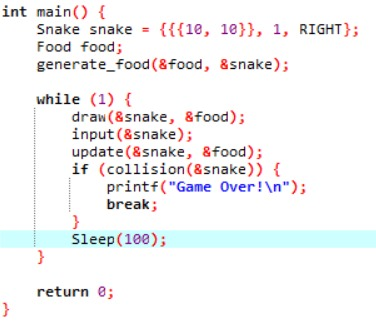 int main() {
    Snake snake = {{{10, 10}}, 1, RIGHT};
    Food food;
    generate_food(&food, &snake);

    while (1) {
        draw(&snake, &food);
        input(&snake);
        update(&snake, &food);
        if (collision(&snake)) {
            printf("Game Over!\n");
            break;
        }
        Sleep(100);
    }

    return 0;
}